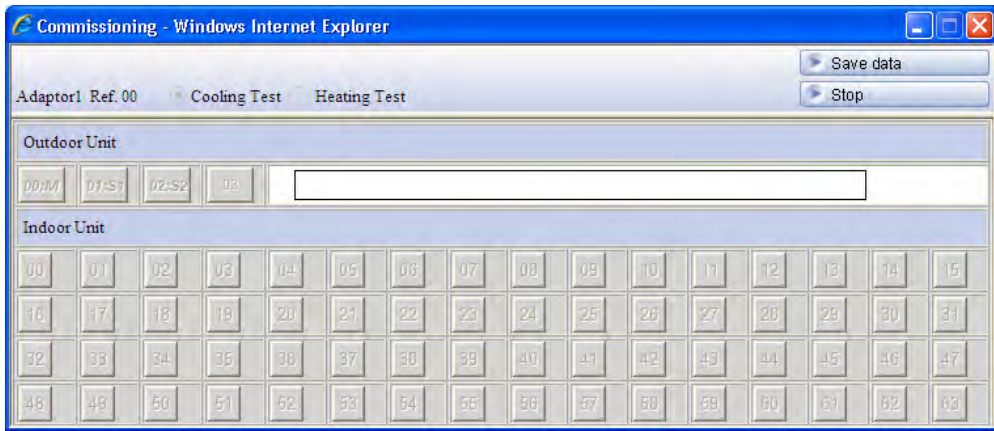 Commissioning - Windows Internet Explorer
Save data
Adaptor1 Ref. 00 Cooling Test Heating Test
Stop
Outdoor Unit
00:M 01:S1 02:S2 03
Indoor Unit
00 01 02 03 04 05 06 07 08 09 10 11 12 13 14 15
16 17 18 19 20 21 22 23 24 25 26 27 28 29 30 31
32 33 34 35 36 37 38 39 40 41 42 43 44 45 46 47
48 49 50 51 52 53 54 55 56 57 58 59 60 61 62 63